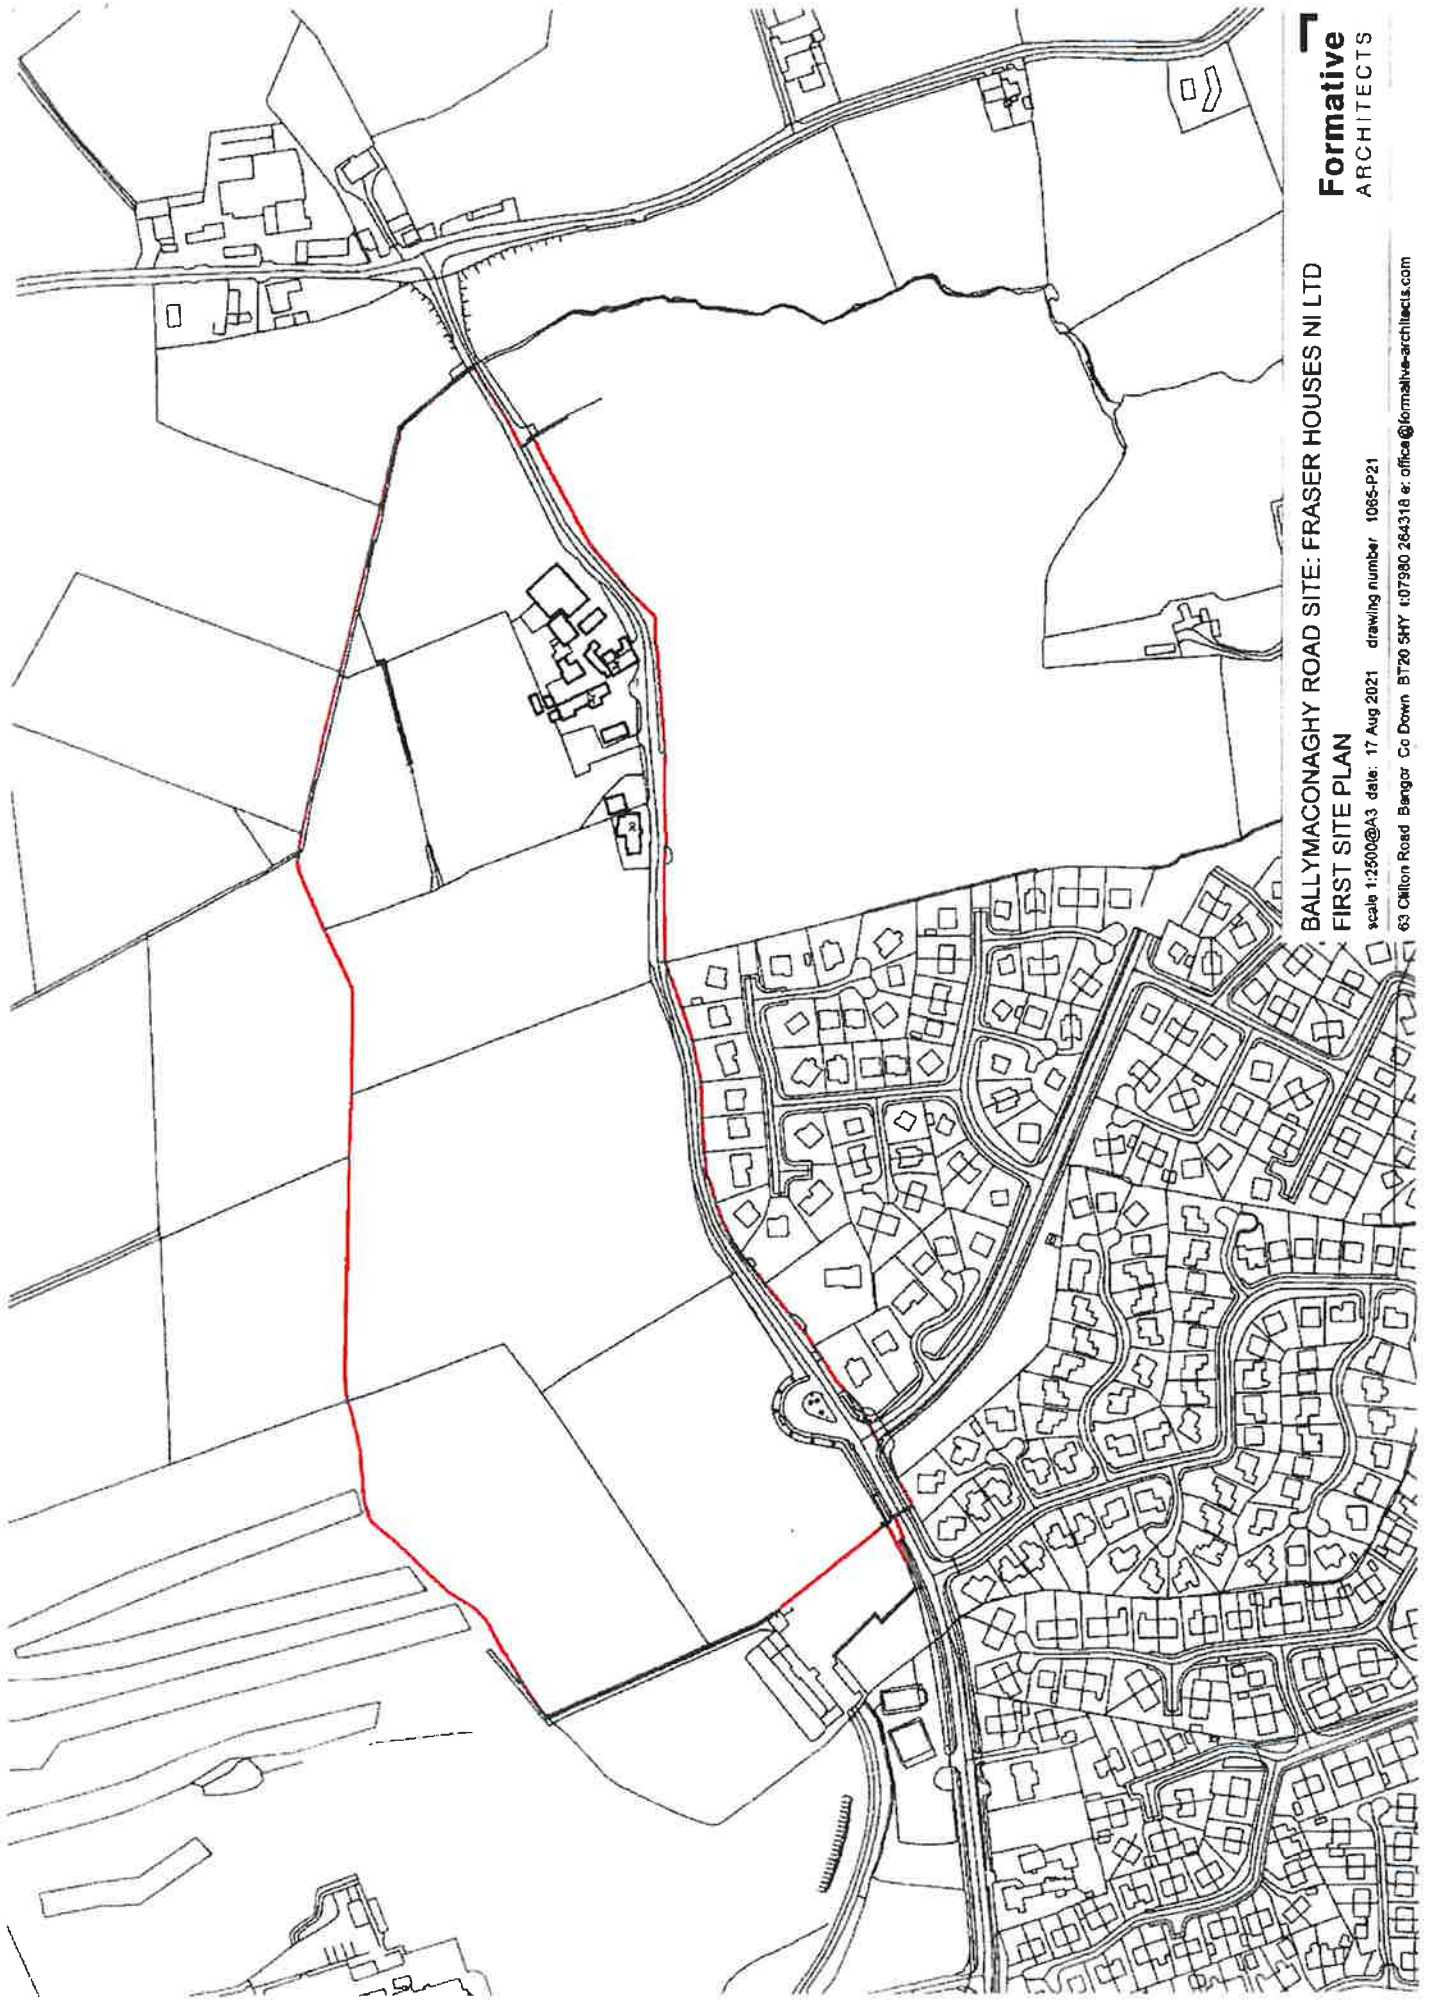 BALLYMACONAGHY ROAD SITE: FRASER HOUSES NI LTD
FIRST SITE PLAN
scale 1:2500@A3 date: 17 Aug 2021 drawing number 1065-P21
63 Clifton Road Bangor Co Down BT20 5HY t:07980 264318 e: office@formative-architects.com
Formative
ARCHITECTS